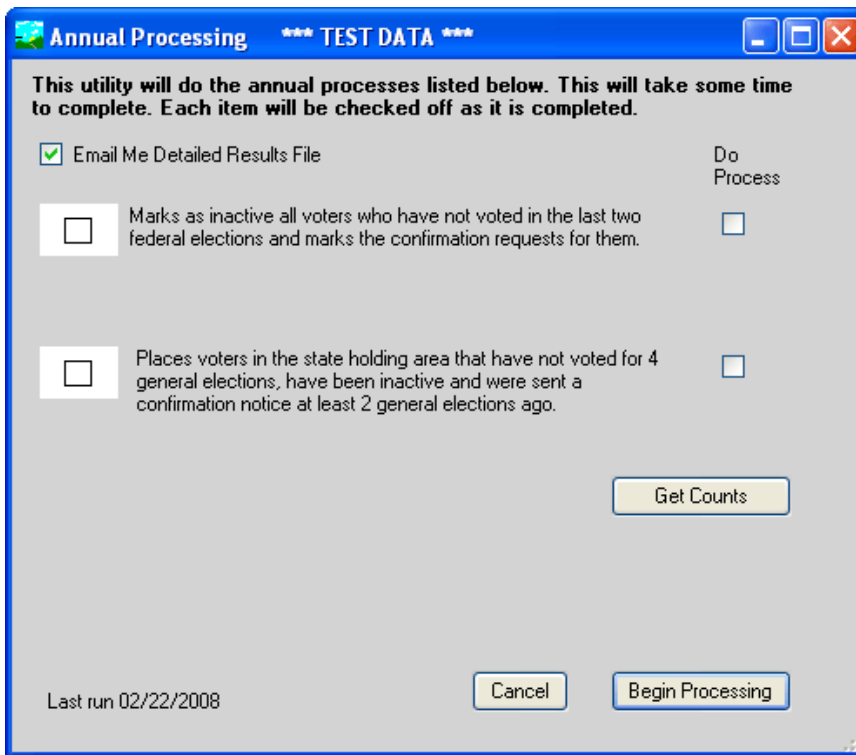 Annual Processing *** TEST DATA ***
This utility will do the annual processes listed below. This will take some time
to complete. Each item will be checked off as it is completed.
Email Me Detailed Results File
Do
Process
Marks as inactive all voters who have not voted in the last two
federal elections and marks the confirmation requests for them.
Places voters in the state holding area that have not voted for 4
general elections, have been inactive and were sent a
confirmation notice at least 2 general elections ago.
Get Counts
Last run 02/22/2008
Cancel
Begin Processing